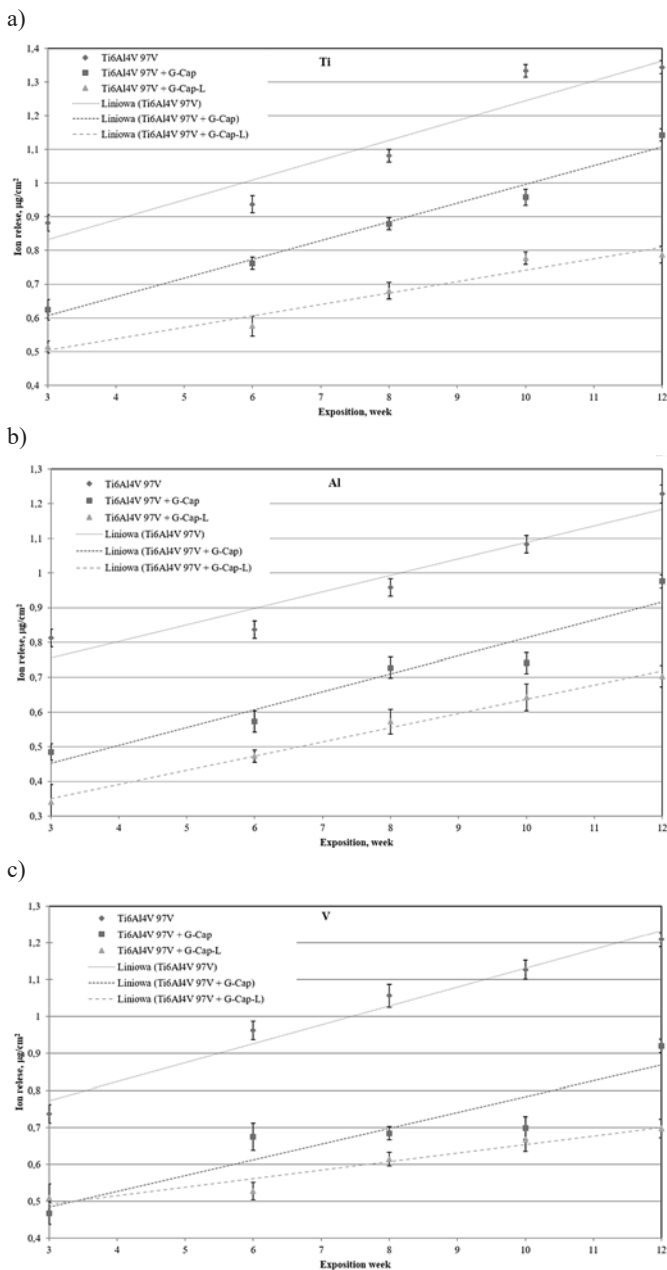 a)
1,4
1,3
1,2
1,1
1
0,9
0,8
0,7
0,6
0,5
0,4
Ion relese, µg/cm²
Ti6Al4V 97V
Ti6Al4V 97V + G-Cap
Ti6Al4V 97V + G-Cap-L
Liniowa (Ti6Al4V 97V)
Liniowa (Ti6Al4V 97V + G-Cap)
Liniowa (Ti6Al4V 97V + G-Cap-L)
Ti
3 4 5 6 7 8 9 10 11 12
Exposition, week
b)
1,3
1,2
1,1
1
0,9
0,8
0,7
0,6
0,5
0,4
0,3
Ion relese, µg/cm²
Ti6Al4V 97V
Ti6Al4V 97V + G-Cap
Ti6Al4V 97V + G-Cap-L
Liniowa (Ti6Al4V 97V)
Liniowa (Ti6Al4V 97V + G-Cap)
Liniowa (Ti6Al4V 97V + G-Cap-L)
Al
3 4 5 6 7 8 9 10 11 12
Exposition, week
c)
1,3
1,2
1,1
1
0,9
0,8
0,7
0,6
0,5
0,4
Ion relese, µg/cm²
Ti6Al4V 97V
Ti6Al4V 97V + G-Cap
Ti6Al4V 97V + G-Cap-L
Liniowa (Ti6Al4V 97V)
Liniowa (Ti6Al4V 97V + G-Cap)
Liniowa (Ti6Al4V 97V + G-Cap-L)
V
3 4 5 6 7 8 9 10 11 12
Exposition week